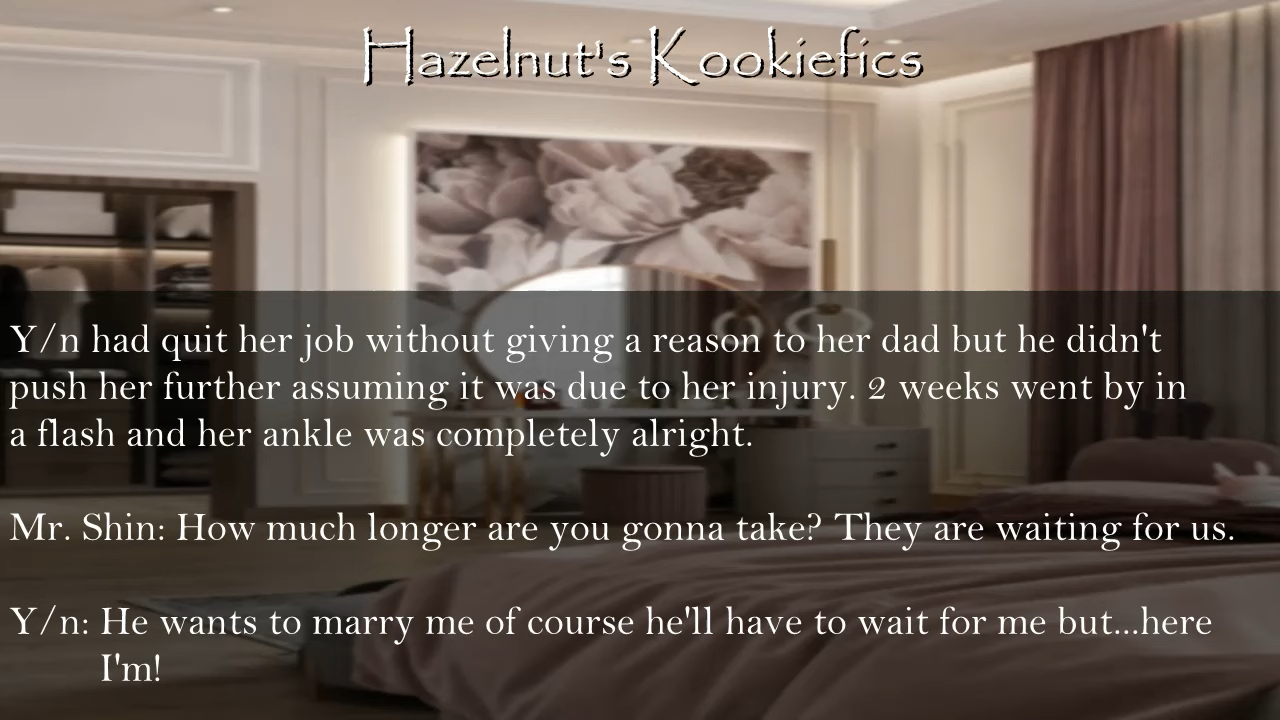 Hazelnut's Kookiefics
Y/n had quit her job without giving a reason to her dad but he didn't
push her further assuming it was due to her injury. 2 weeks went by in
a flash and her ankle was completely alright.
Mr. Shin: How much longer are you gonna take? They are waiting for us.
Y/n: He wants to marry me of course he'll have to wait for me but...here
I'm!